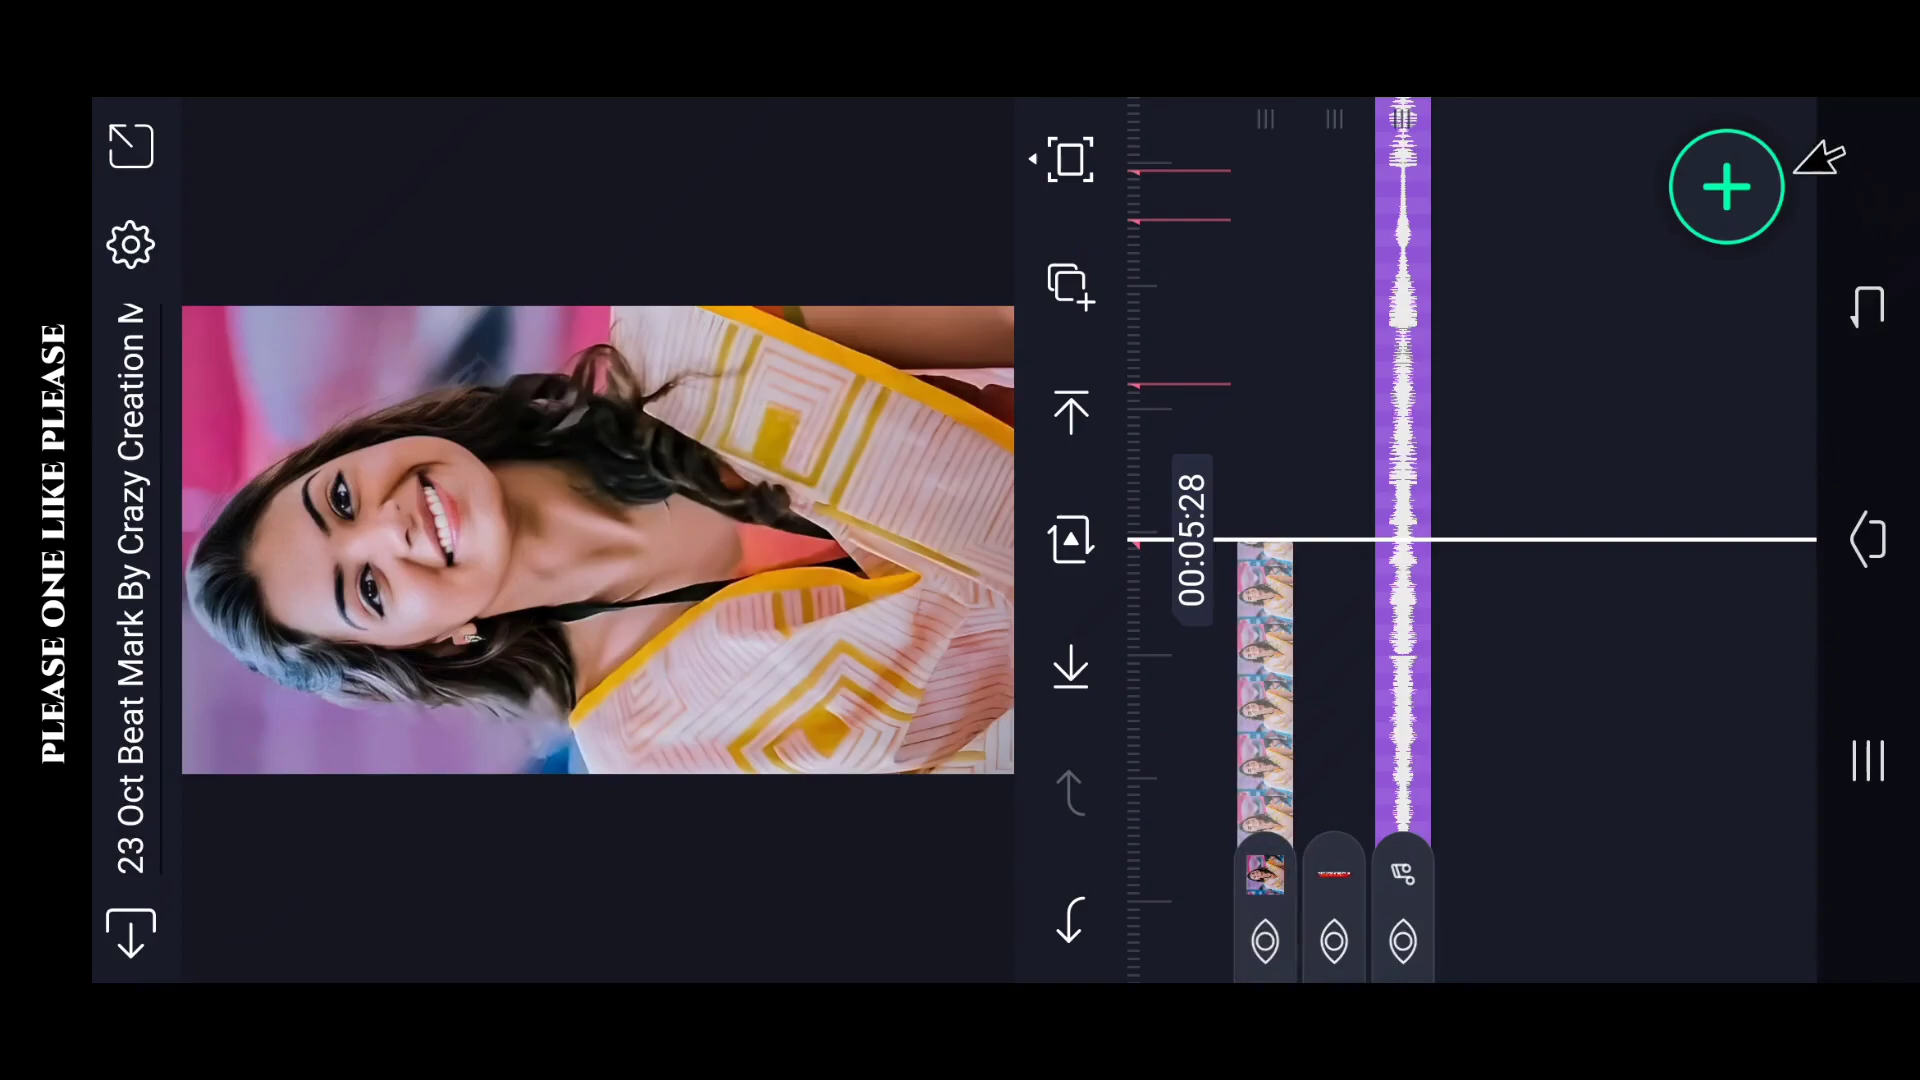 PLEASE ONE LIKE PLEASE
23 Oct Beat Mark By Crazy Creation
00:05:28